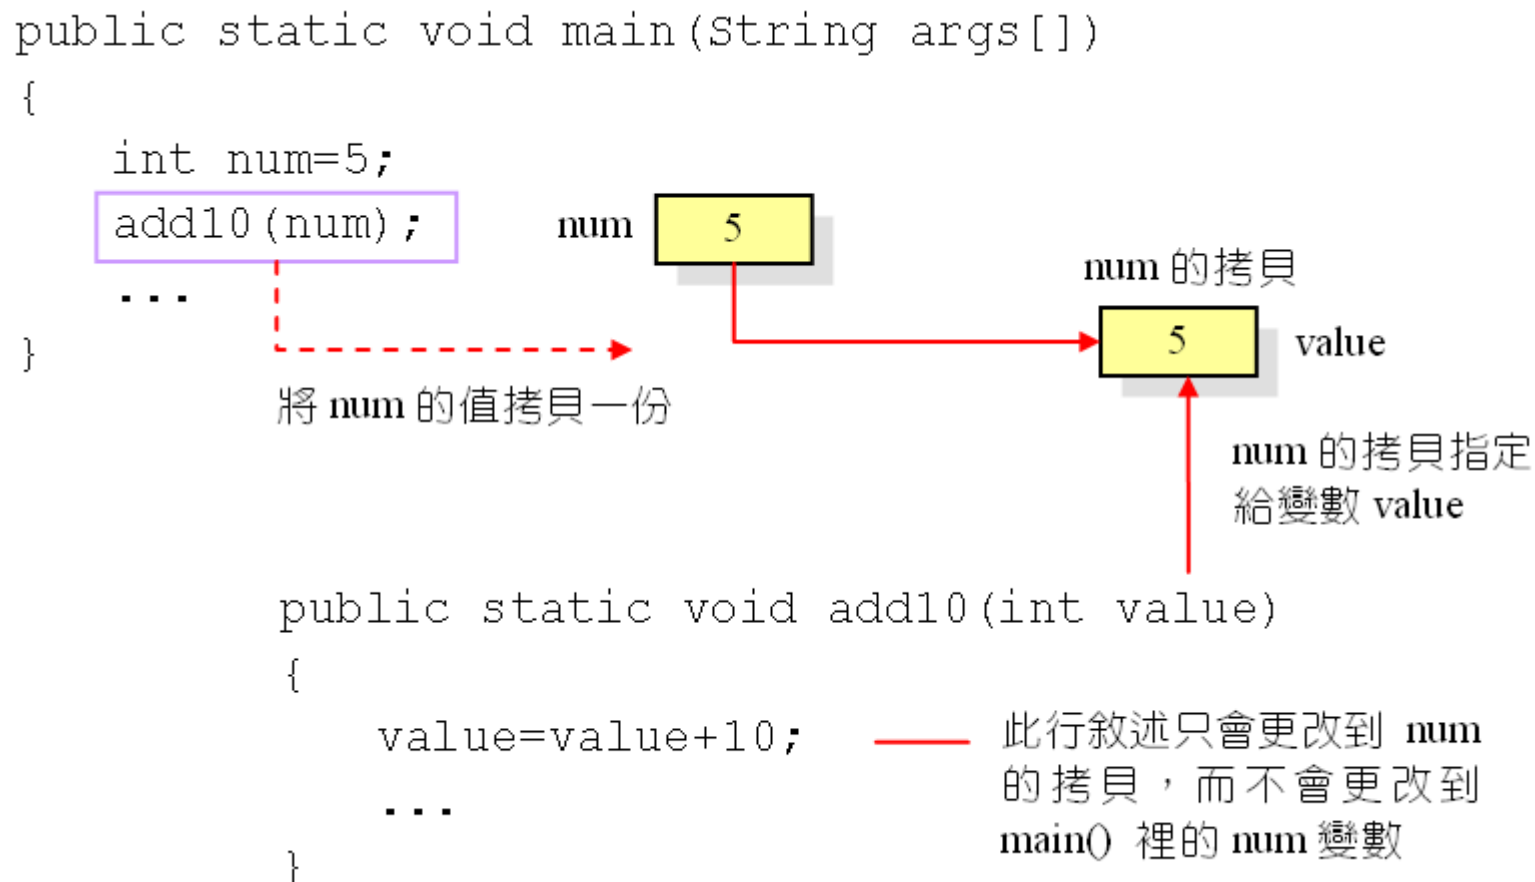 public static void main(String args[])
{
int num=5;
add10(num);
...
}
num
5
num 的拷貝
5
value
將 num 的值拷貝一份
num 的拷貝指定
給變數 value
public static void add10(int value)
{
value=value+10;
...
}
此行敘述只會更改到 num
的拷貝，而不會更改到
main() 裡的 num 變數